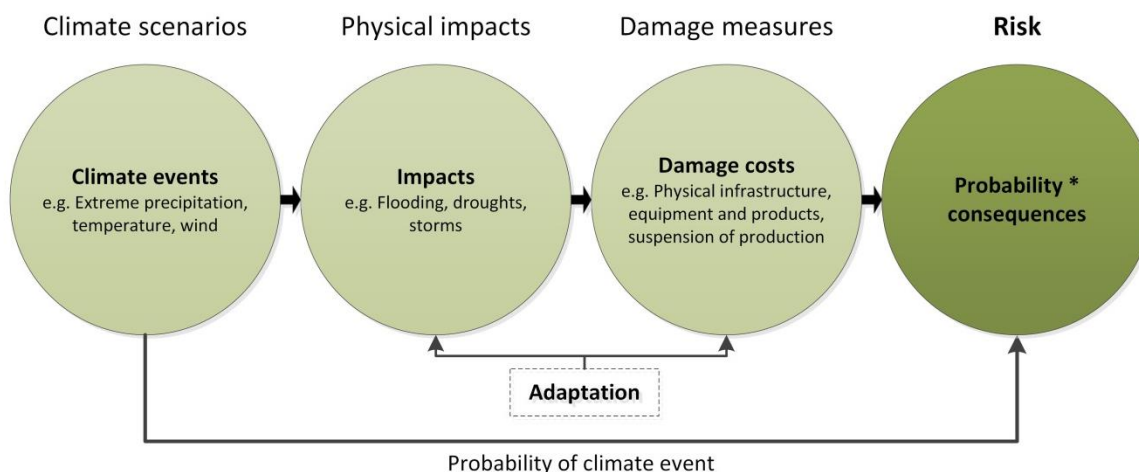 Climate scenarios
Physical impacts
Damage measures
Risk
Climate events
e.g. Extreme precipitation,
temperature, wind
Impacts
e.g. Flooding, droughts,
storms
Damage costs
e.g. Physical infrastructure,
equipment and products,
suspension of production
Probability *
consequences
Adaptation
Probability of climate event